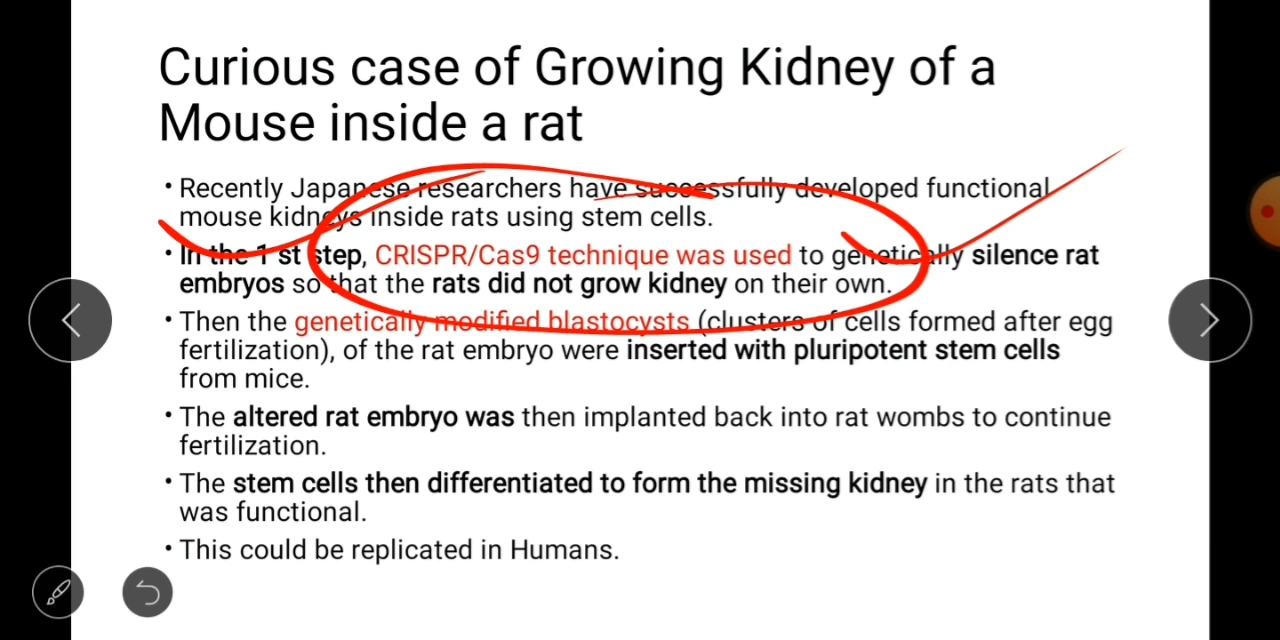 Curious case of Growing Kidney of a
Mouse inside a rat
• Recently Japanese researchers have successfully developed functional
mouse kidneys inside rats using stem cells.
• In the 1 st step, CRISPR/Cas9 technique was used to genetically silence rat
embryos so that the rats did not grow kidney on their own.
• Then the genetically modified blastocysts (clusters of cells formed after egg
fertilization), of the rat embryo were inserted with pluripotent stem cells
from mice.
• The altered rat embryo was then implanted back into rat wombs to continue
fertilization.
• The stem cells then differentiated to form the missing kidney in the rats that
was functional.
• This could be replicated in Humans.